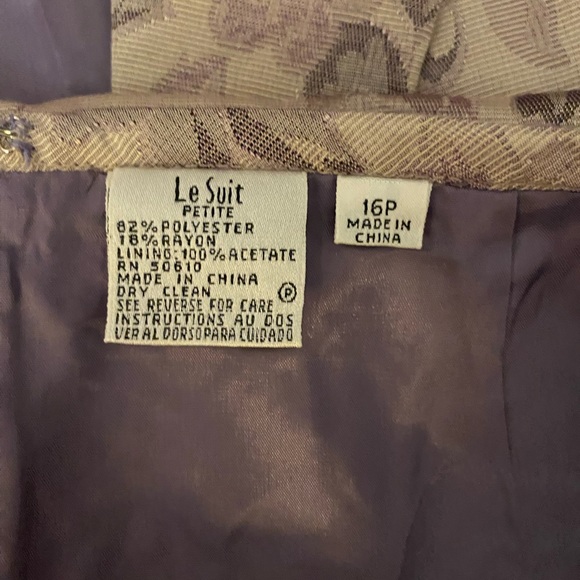 Le Suit
PETITE
82% POLYESTER
18% RAYON
LINING:100% ACETATE
RN 50610
MADE IN CHINA
DRY CLEAN Ⓟ
SEE REVERSE FOR CARE
INSTRUCTIONS AU DOS
VER AL DORSO PARA CUIDADO
16P
MADE IN
CHINA